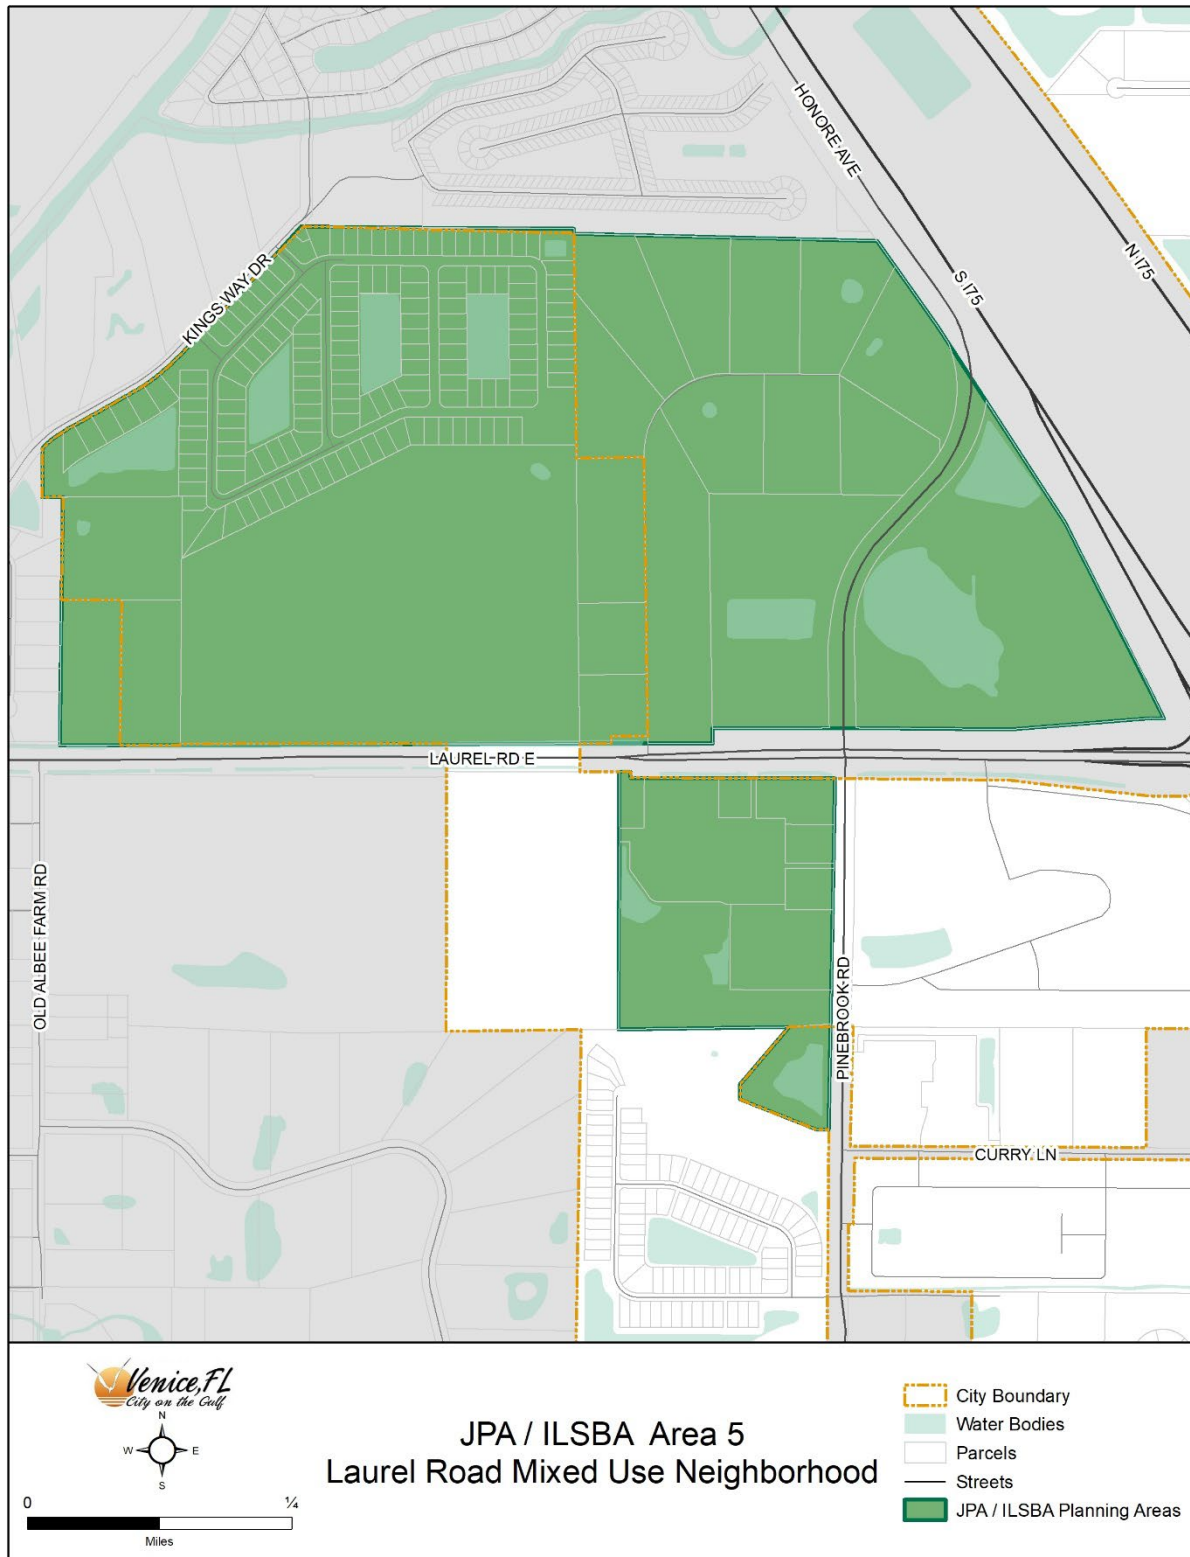 HONORE AVE
N I75
S I75
KINGS WAY DR
LAUREL RD E
OLD ALBEE FARM RD
PINEBROOK RD
CURRY LN
Venice, FL
City on the Gulf
N
W E
S
0 ¼
Miles
JPA / ILSBA Area 5
Laurel Road Mixed Use Neighborhood
City Boundary
Water Bodies
Parcels
Streets
JPA / ILSBA Planning Areas